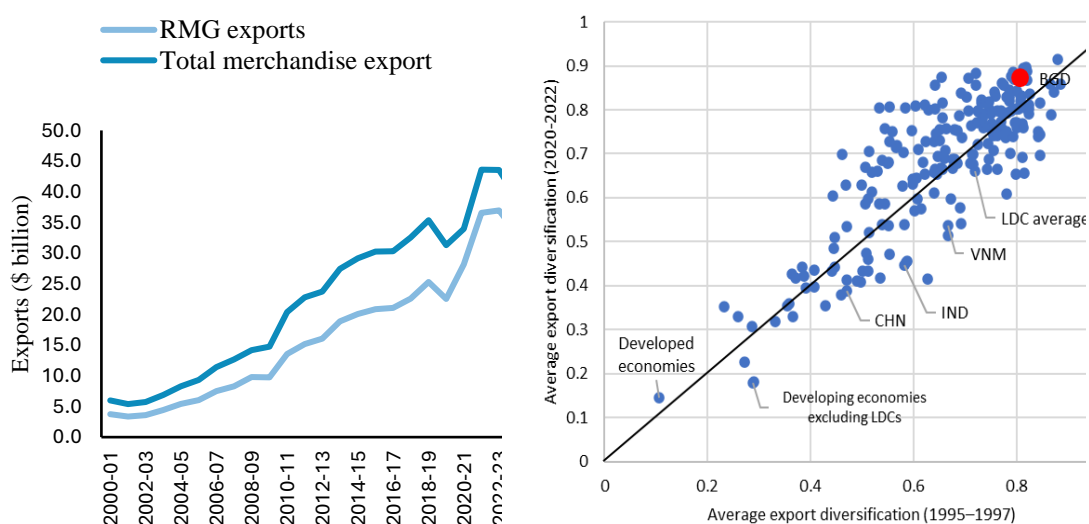 RMG exports
Total merchandise export
Exports ($ billion)
50.0
45.0
40.0
35.0
30.0
25.0
20.0
15.0
10.0
5.0
0.0
2000-01
2002-03
2004-05
2006-07
2008-09
2010-11
2012-13
2014-15
2016-17
2018-19
2020-21
2022-23
Average export diversification (2020-2022)
1
0.9
0.8
0.7
0.6
0.5
0.4
0.3
0.2
0.1
0
BGD
LDC average
VNM
IND
CHN
Developed
economies
Developing economies
excluding LDCs
0
0.2
0.4
0.6
0.8
Average export diversification (1995–1997)